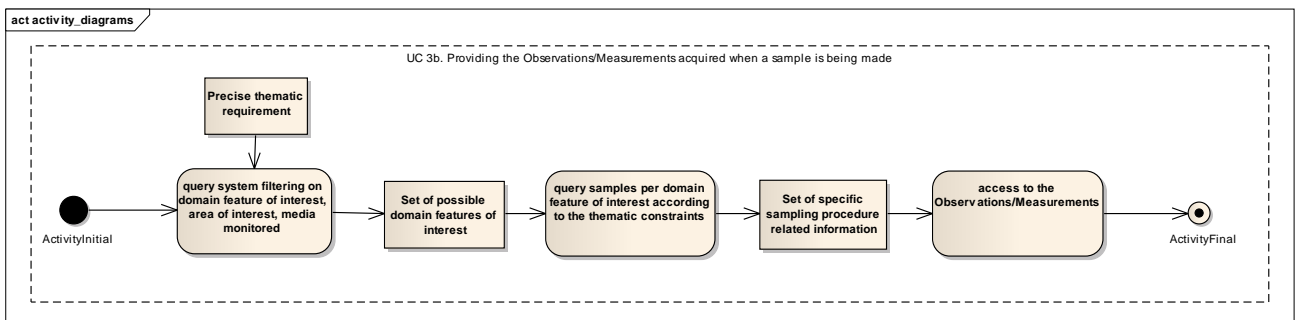 act activity_diagrams
UC 3b. Providing the Observations/Measurements acquired when a sample is being made
Precise thematic
requirement
query system filtering on
domain feature of interest,
area of interest, media
monitored
Set of possible
domain features of
interest
query samples per domain
feature of interest according
to the thematic constraints
Set of specific
sampling procedure
related information
access to the
Observations/Measurements
ActivityInitial
ActivityFinal